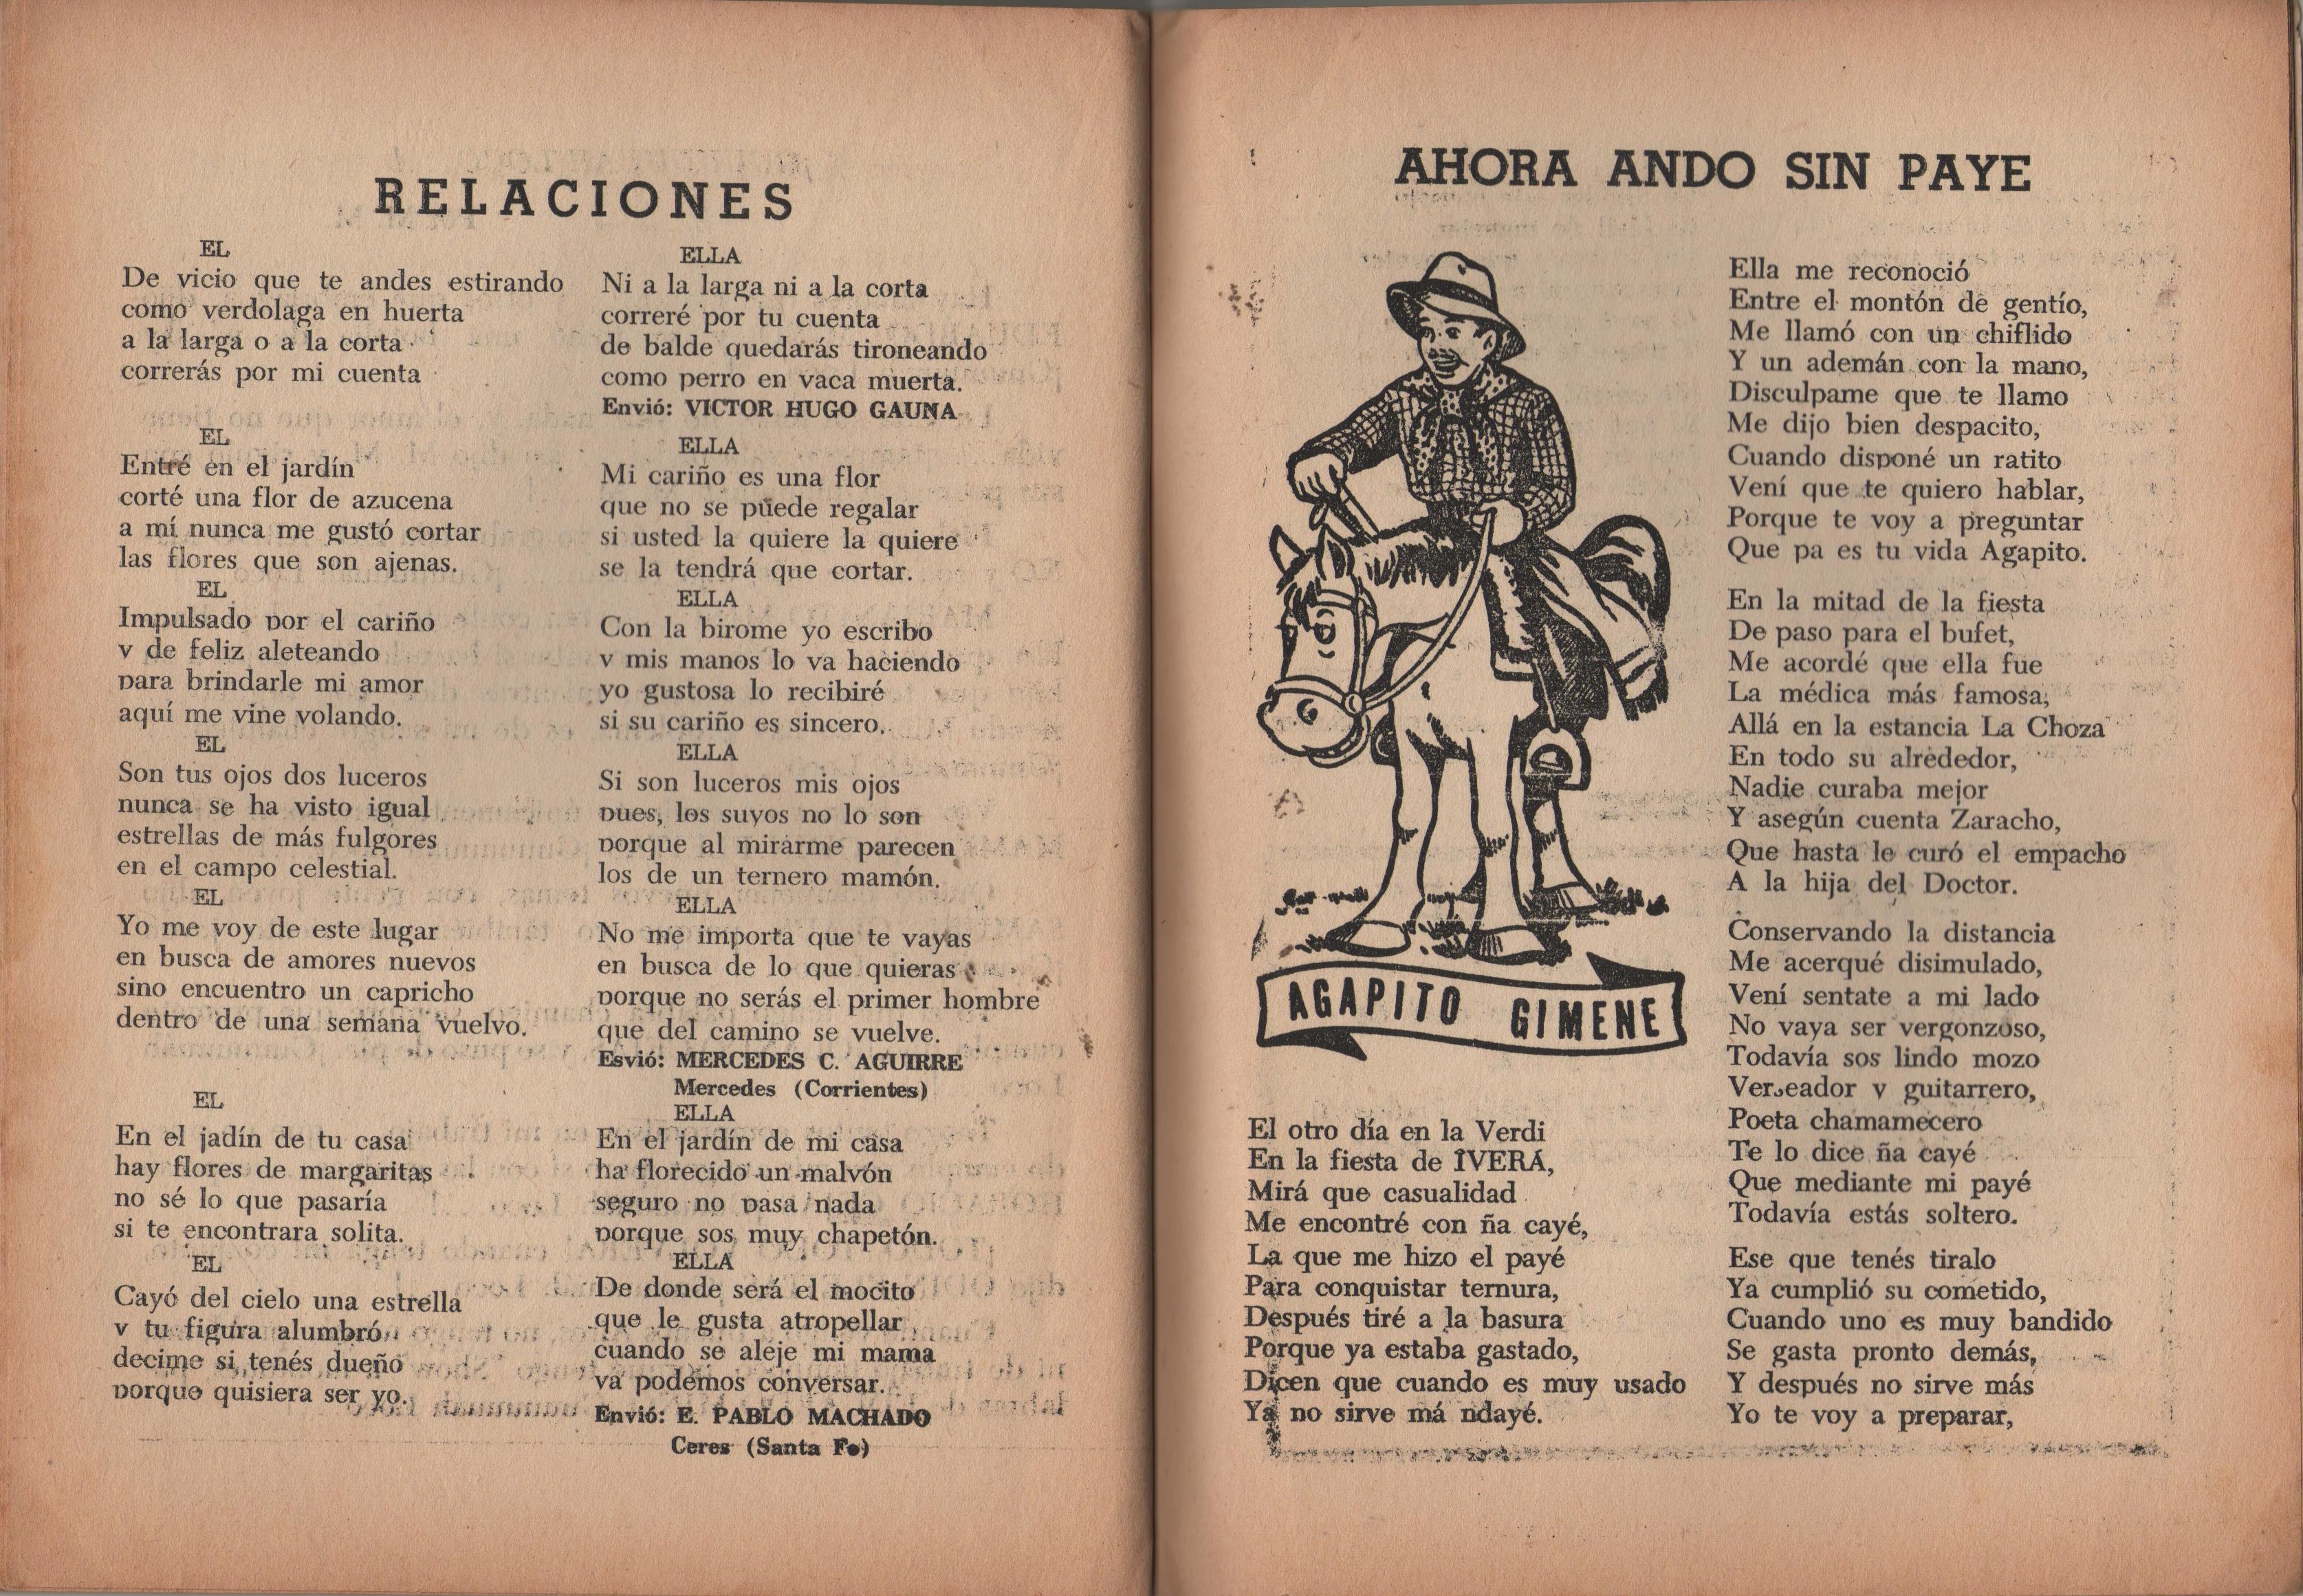 RELACIONES
EL
De vicio que te andes estirando
como verdolaga en huerta
a la larga o a la corta
correrás por mi cuenta
ELLA
Ni a la larga ni a la corta
correré por tu cuenta
de balde quedarás tironeando
como perro en vaca muerta.
Envió: VICTOR HUGO GAUNA
EL
Entré en el jardín
corté una flor de azucena
a mí nunca me gustó cortar
las flores que son ajenas.
ELLA
Mi cariño es una flor
que no se puede regalar
si usted la quiere la quiere
se la tendrá que cortar.
EL
Impulsado por el cariño
y de feliz aleteando
para brindarle mi amor
aquí me vine volando.
ELLA
Con la birome yo escribo
y mis manos lo va haciendo
yo gustosa lo recibiré
si su cariño es sincero.
EL
Son tus ojos dos luceros
nunca se ha visto igual
estrellas de más fulgores
en el campo celestial.
ELLA
Si son luceros mis ojos
pues, los suyos no lo son
porque al mirarme parecen
los de un ternero mamón.
EL
Yo me voy de este lugar
en busca de amores nuevos
sino encuentro un capricho
dentro de una semana vuelvo.
ELLA
No me importa que te vayas
en busca de lo que quieras
porque no serás el primer hombre
que del camino se vuelve.
Esvió: MERCEDES C. AGUIRRE
Mercedes (Corrientes)
EL
En el jadín de tu casa
hay flores de margaritas
no sé lo que pasaría
si te encontrara solita.
ELLA
En el jardín de mi casa
ha florecido un malvón
seguro no pasa nada
porque sos muy chapetón.
EL
Cayó del cielo una estrella
y tu figura alumbró
decime si tenés dueño
porque quisiera ser yo.
ELLA
De donde será el mocito
que le gusta atropellar
cuando se aleje mi mama
ya podemos conversar.
Envió: E. PABLO MACHADO
Ceres (Santa Fe)
AHORA ANDO SIN PAYE
AGAPITO GIMENE
El otro día en la Verdi
En la fiesta de ÎVERÁ,
Mirá que casualidad
Me encontré con ña cayé,
La que me hizo el payé
Para conquistar ternura,
Después tiré a la basura
Porque ya estaba gastado,
Dicen que cuando es muy usado
Ya no sirve má ndayé.
Ella me reconoció
Entre el montón de gentío,
Me llamó con un chiflido
Y un ademán con la mano,
Disculpame que te llamo
Me dijo bien despacito,
Cuando disponé un ratito
Vení que te quiero hablar,
Porque te voy a preguntar
Que pa es tu vida Agapito.
En la mitad de la fiesta
De paso para el bufet,
Me acordé que ella fue
La médica más famosa,
Allá en la estancia La Choza
En todo su alrededor,
Nadie curaba mejor
Y asegún cuenta Zaracho,
Que hasta le curó el empacho
A la hija del Doctor.
Conservando la distancia
Me acerqué disimulado,
Vení sentate a mi lado
No vaya ser vergonzoso,
Todavía sos lindo mozo
Verseador y guitarrero,
Poeta chamamecero
Te lo dice ña cayé
Que mediante mi payé
Todavía estás soltero.
Ese que tenés tiralo
Ya cumplió su cometido,
Cuando uno es muy bandido
Se gasta pronto demás,
Y después no sirve más
Yo te voy a preparar,